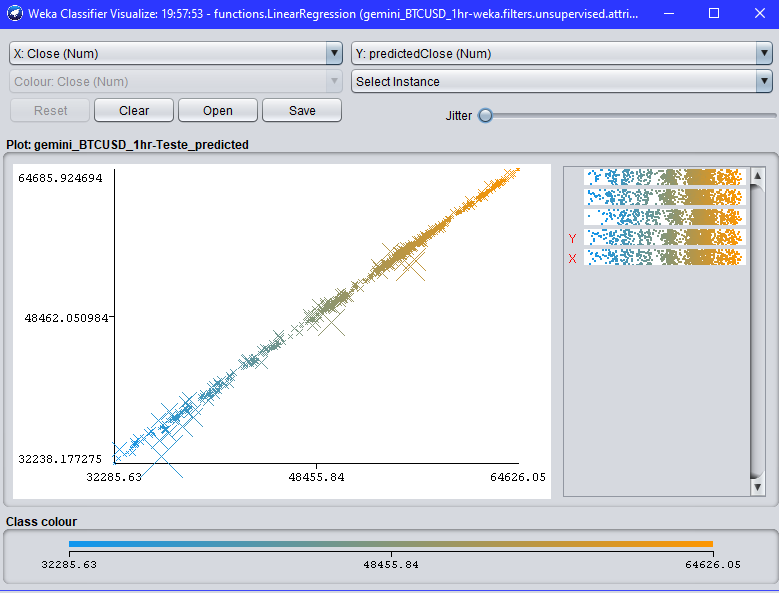 Weka Classifier Visualize: 19:57:53 - functions.LinearRegression (gemini_BTCUSD_1hr-weka.filters.unsupervised.attri...
X: Close (Num)
Y: predictedClose (Num)
Colour: Close (Num)
Select Instance
Reset
Clear
Open
Save
Jitter
Plot: gemini_BTCUSD_1hr-Teste_predicted
64685.924694
48462.050984
32238.177275
32285.63
48455.84
64626.05
Y
X
Class colour
32285.63
48455.84
64626.05